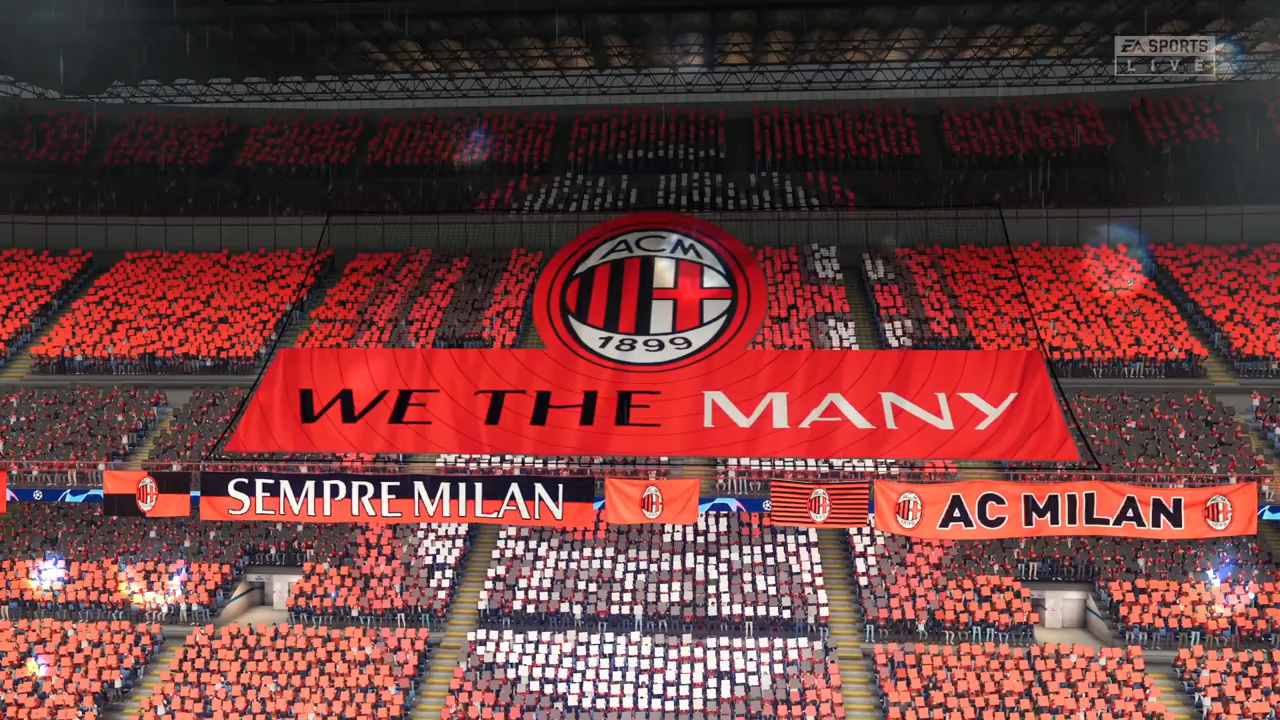 EA SPORTS
LIVE
ACM
1899
WE THE MANY
SEMPRE MILAN
AC MILAN